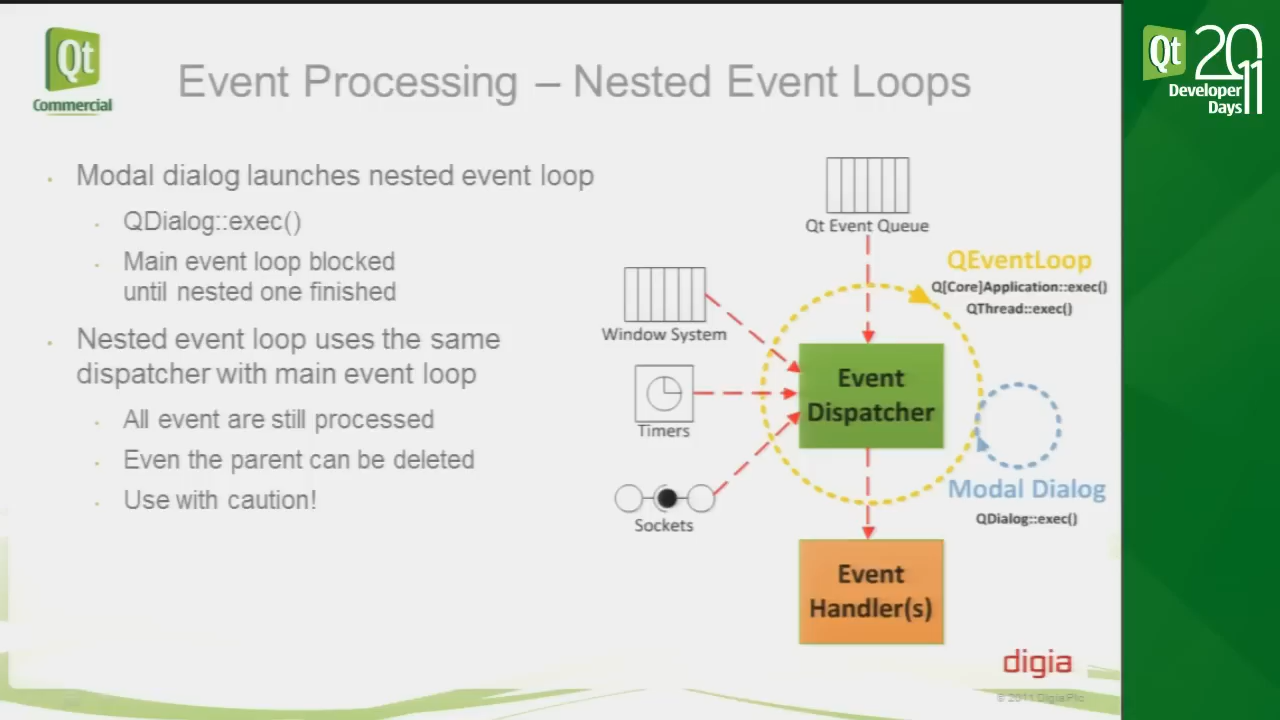 Qt
Commercial
Event Processing – Nested Event Loops
Qt 2011
Developer
Days
Modal dialog launches nested event loop
QDialog::exec()
Main event loop blocked
until nested one finished
Nested event loop uses the same
dispatcher with main event loop
All event are still processed
Even the parent can be deleted
Use with caution!
Qt Event Queue
QEventLoop
Q[Core]Application::exec()
QThread::exec()
Window System
Timers
Sockets
Event
Dispatcher
Modal Dialog
QDialog::exec()
Event
Handler(s)
digia
© 2011 Digia Plc